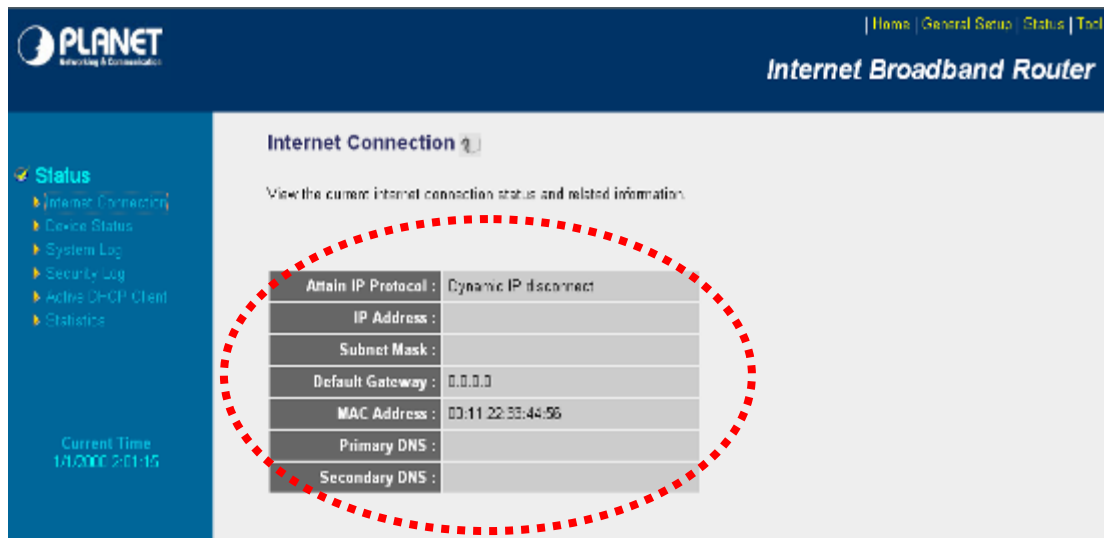 PLANET
Networking & Communication
| Home | General Setup | Status | Tool
Internet Broadband Router
Status
Internet Connection
Device Status
System Log
Security Log
Active DHCP Client
Statistics
Current Time
1/1/2000 2:01:15
Internet Connection
View the current internet connection status and related information.
Attain IP Protocol : Dynamic IP disconnect
IP Address :
Subnet Mask :
Default Gateway : 0.0.0.0
MAC Address : 00:11:22:33:44:56
Primary DNS :
Secondary DNS :